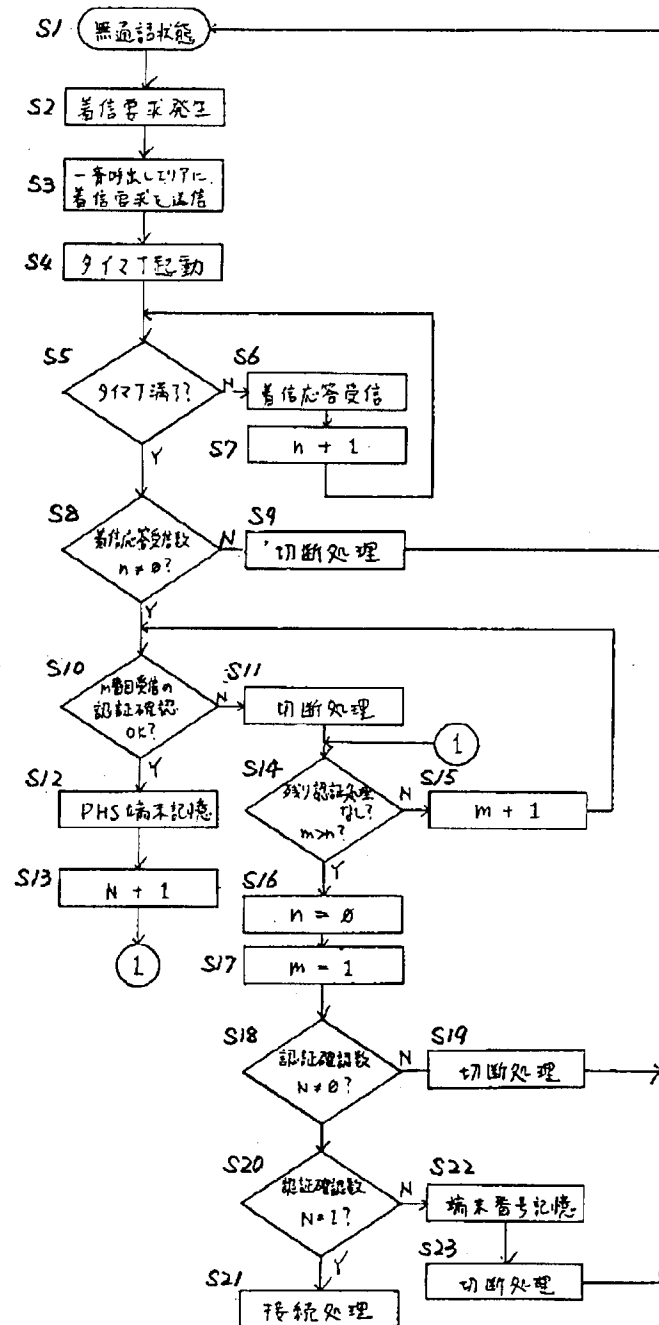 S1
無通話状態
S2
着信要求発生
S3
一斉呼出しエリアに
着信要求を送信
S4
タイマT起動
S5
タイマT満了?
N
Y
S6
着信応答受信
S7
n + 1
S8
着信応答受信数
n ≠ 0?
N
Y
S9
切断処理
S10
m番目受信の
認証確認
OK?
N
Y
S11
切断処理
S12
PHS端末記憶
S13
N + 1
1
1
S14
残り認証処理
なし?
m>n?
N
Y
S15
m + 1
S16
n = 0
S17
m = 1
S18
認証確認数
N ≠ 0?
N
S19
切断処理
S20
認証確認数
N = 1?
N
Y
S21
接続処理
S22
端末番号記憶
S23
切断処理